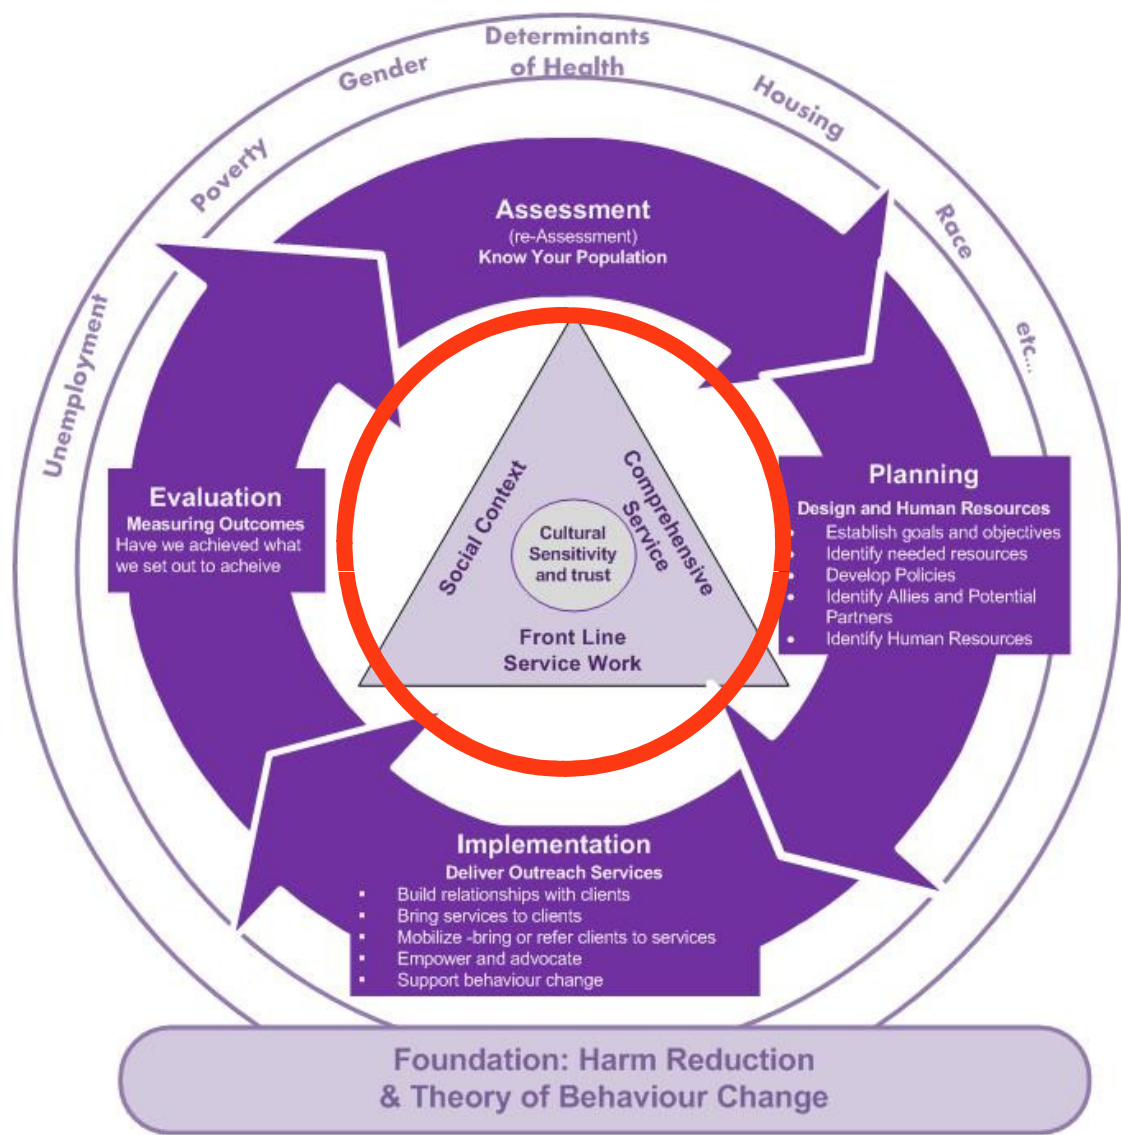 Determinants
of Health
Gender
Housing
Poverty
Race
etc...
Unemployment
Assessment
(re-Assessment)
Know Your Population
Evaluation
Measuring Outcomes
Have we achieved what
we set out to acheive
Social Context
Comprehensive
Service
Cultural
Sensitivity
and trust
Front Line
Service Work
Planning
Design and Human Resources
• Establish goals and objectives
• Identify needed resources
• Develop Policies
• Identify Allies and Potential
Partners
• Identify Human Resources
Implementation
Deliver Outreach Services
▪ Build relationships with clients
▪ Bring services to clients
▪ Mobilize -bring or refer clients to services
▪ Empower and advocate
▪ Support behaviour change
Foundation: Harm Reduction
& Theory of Behaviour Change